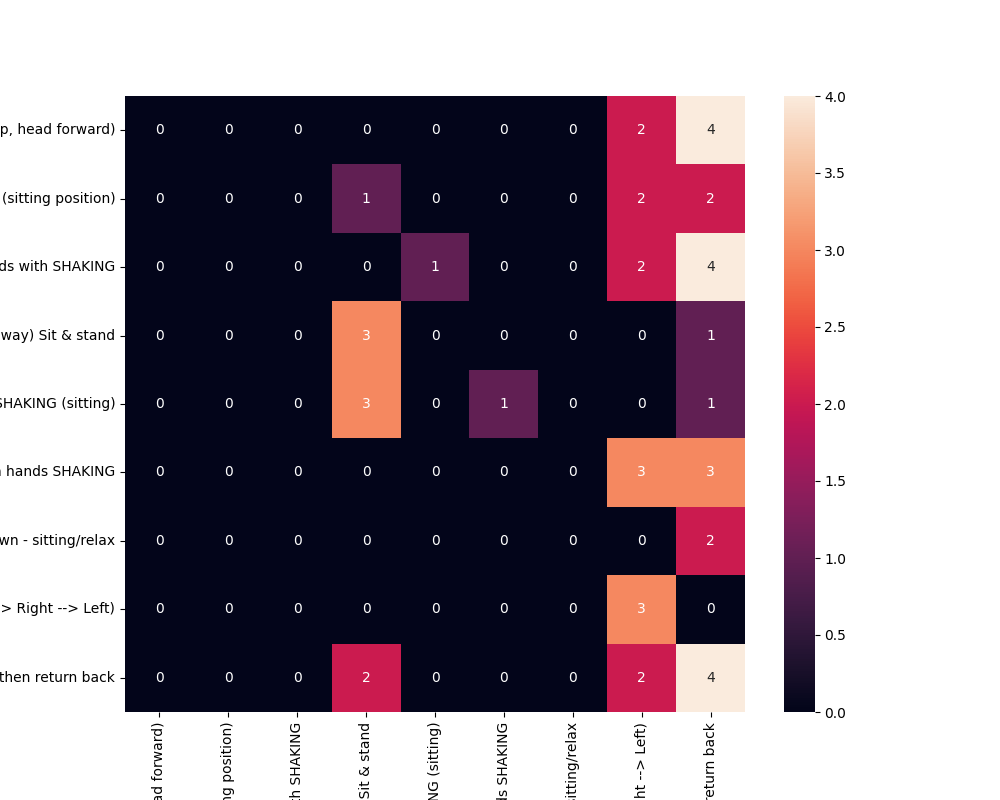 p, head forward) 0 0 0 0 0 0 0 2 4
(sitting position) 0 0 0 1 0 0 0 2 2
ds with SHAKING 0 0 0 0 1 0 0 2 4
way) Sit & stand 0 0 0 3 0 0 0 0 1
SHAKING (sitting) 0 0 0 3 0 1 0 0 1
hands SHAKING 0 0 0 0 0 0 0 3 3
wn - sitting/relax 0 0 0 0 0 0 0 0 2
> Right --> Left) 0 0 0 0 0 0 0 3 0
then return back 0 0 0 2 0 0 0 2 4
ad forward)
ng position)
th SHAKING
Sit & stand
NG (sitting)
ds SHAKING
sitting/relax
ht --> Left)
return back
4.0
3.5
3.0
2.5
2.0
1.5
1.0
0.5
0.0